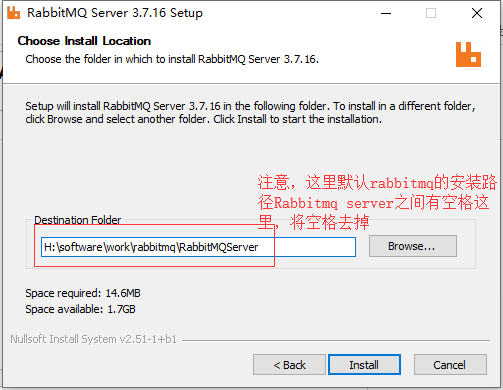 RabbitMQ Server 3.7.16 Setup
Choose Install Location
Choose the folder in which to install RabbitMQ Server 3.7.16.
Setup will install RabbitMQ Server 3.7.16 in the following folder. To install in a different folder,
click Browse and select another folder. Click Install to start the installation.
注意，这里默认rabbitmq的安装路
径Rabbitmq server之间有空格这
里，将空格去掉
Destination Folder
H:\software\work\rabbitmq\RabbitMQServer
Browse...
Space required: 14.6MB
Space available: 1.7GB
Nullsoft Install System v2.51-1+b1
< Back
Install
Cancel